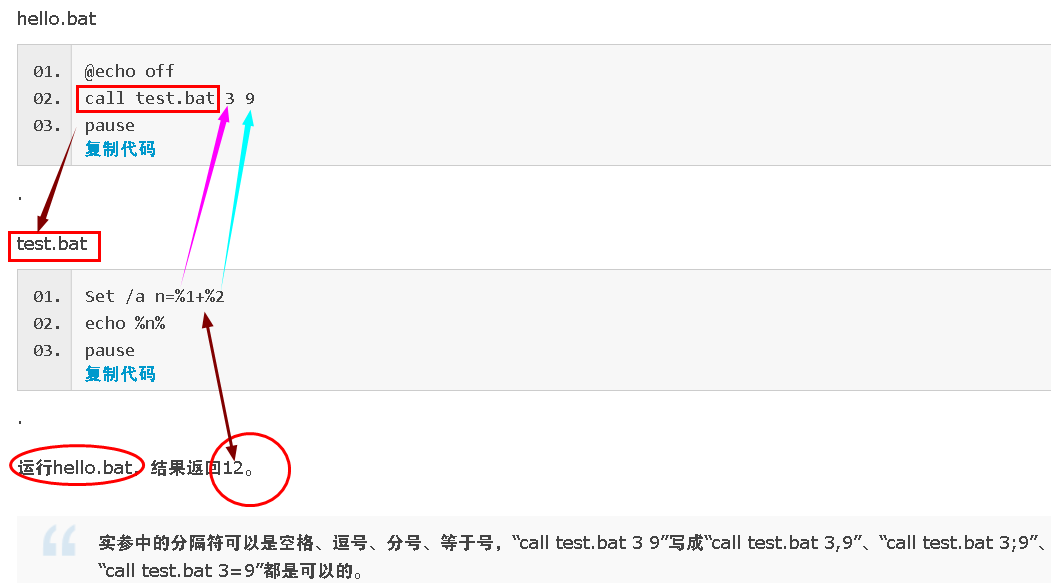 hello.bat
01. @echo off
02. call test.bat 3 9
03. pause
复制代码
.
test.bat
01. Set /a n=%1+%2
02. echo %n%
03. pause
复制代码
.
运行hello.bat，结果返回12。
实参中的分隔符可以是空格、逗号、分号、等于号，“call test.bat 3 9”写成“call test.bat 3,9”、“call test.bat 3;9”、
“call test.bat 3=9”都是可以的。